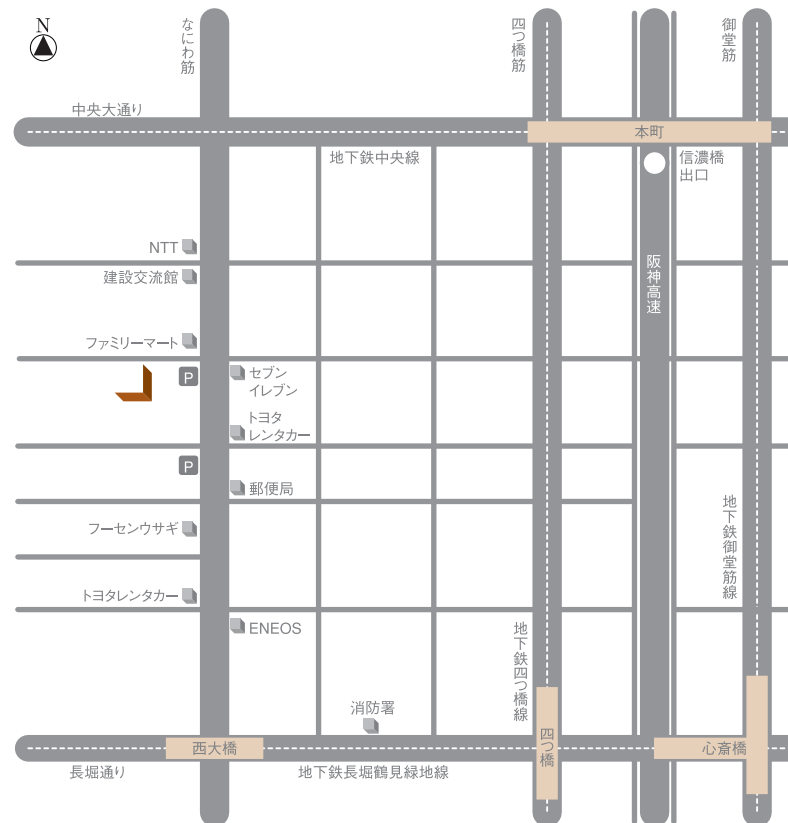 N
なにわ筋
四つ橋筋
御堂筋
中央大通り
本町
地下鉄中央線
信濃橋
出口
NTT
建設交流館
阪神高速
ファミリーマート
P
セブン
イレブン
トヨタ
レンタカー
P
郵便局
フーセンウサギ
地下鉄御堂筋線
トヨタレンタカー
ENEOS
地下鉄四つ橋線
消防署
西大橋
四つ橋
心斎橋
長堀通り
地下鉄長堀鶴見緑地線